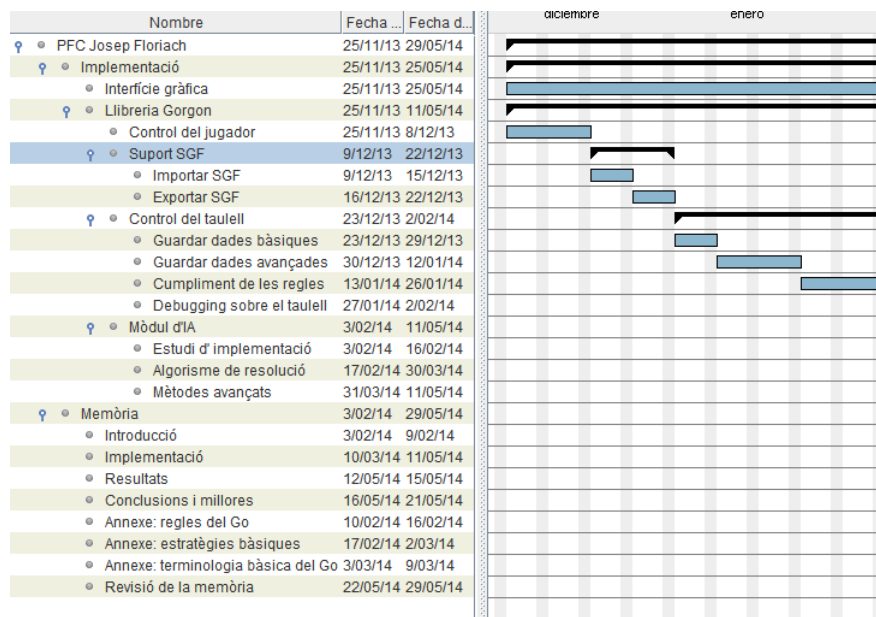 Nombre Fecha ... Fecha d... diciembre enero
PFC Josep Floriach 25/11/13 29/05/14
Implementació 25/11/13 25/05/14
Interfície gràfica 25/11/13 25/05/14
Llibreria Gorgon 25/11/13 11/05/14
Control del jugador 25/11/13 8/12/13
Suport SGF 9/12/13 22/12/13
Importar SGF 9/12/13 15/12/13
Exportar SGF 16/12/13 22/12/13
Control del taulell 23/12/13 2/02/14
Guardar dades bàsiques 23/12/13 29/12/13
Guardar dades avançades 30/12/13 12/01/14
Cumpliment de les regles 13/01/14 26/01/14
Debugging sobre el taulell 27/01/14 2/02/14
Mòdul d'IA 3/02/14 11/05/14
Estudi d' implementació 3/02/14 16/02/14
Algorisme de resolució 17/02/14 30/03/14
Mètodes avançats 31/03/14 11/05/14
Memòria 3/02/14 29/05/14
Introducció 3/02/14 9/02/14
Implementació 10/03/14 11/05/14
Resultats 12/05/14 15/05/14
Conclusions i millores 16/05/14 21/05/14
Annexe: regles del Go 10/02/14 16/02/14
Annexe: estratègies bàsiques 17/02/14 2/03/14
Annexe: terminologia bàsica del Go 3/03/14 9/03/14
Revisió de la memòria 22/05/14 29/05/14